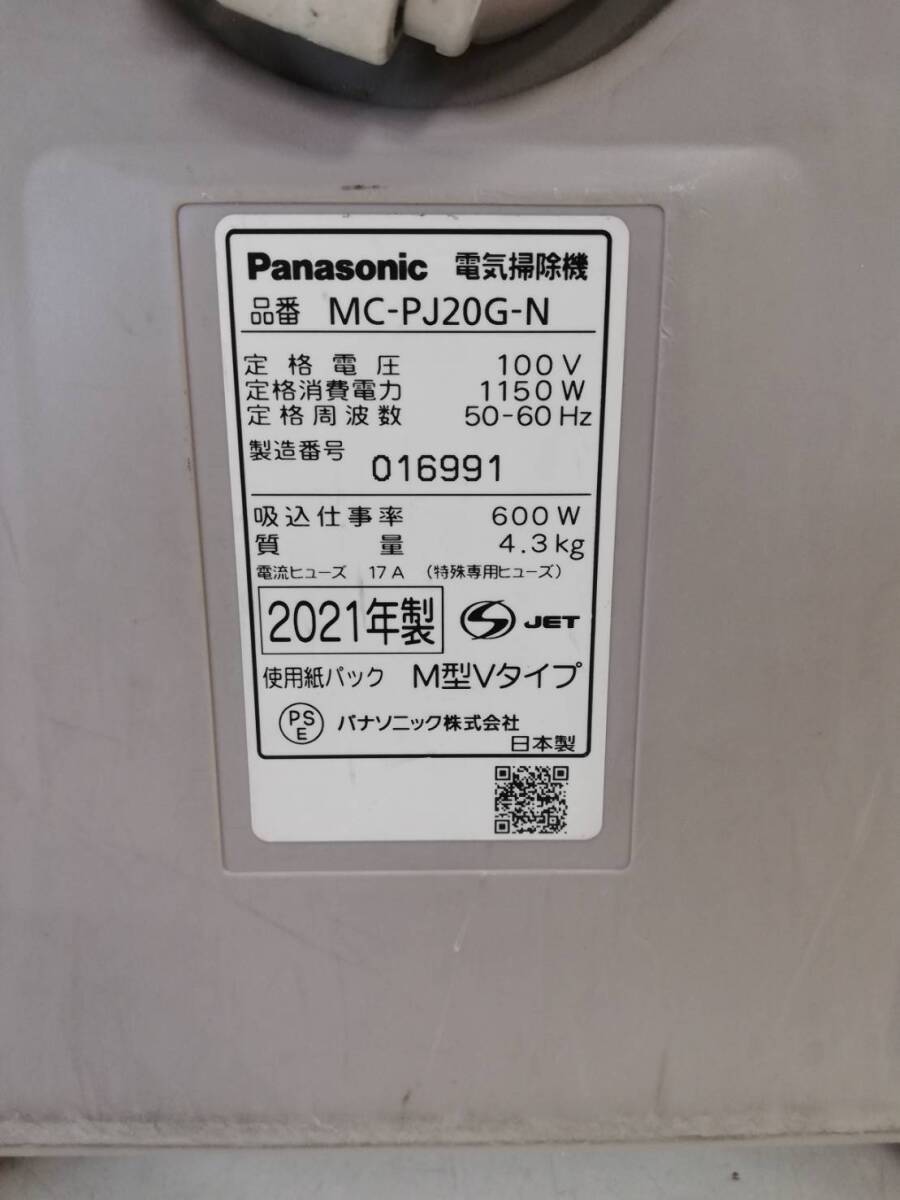 Panasonic 電気掃除機
品番 MC-PJ20G-N
定格電圧 100V
定格消費電力 1150W
定格周波数 50-60Hz
製造番号 016991
吸込仕事率 600W
質量 4.3kg
電流ヒューズ 17A (特殊専用ヒューズ)
2021年製 S JET
使用紙パック M型Vタイプ
PS E パナソニック株式会社
日本製